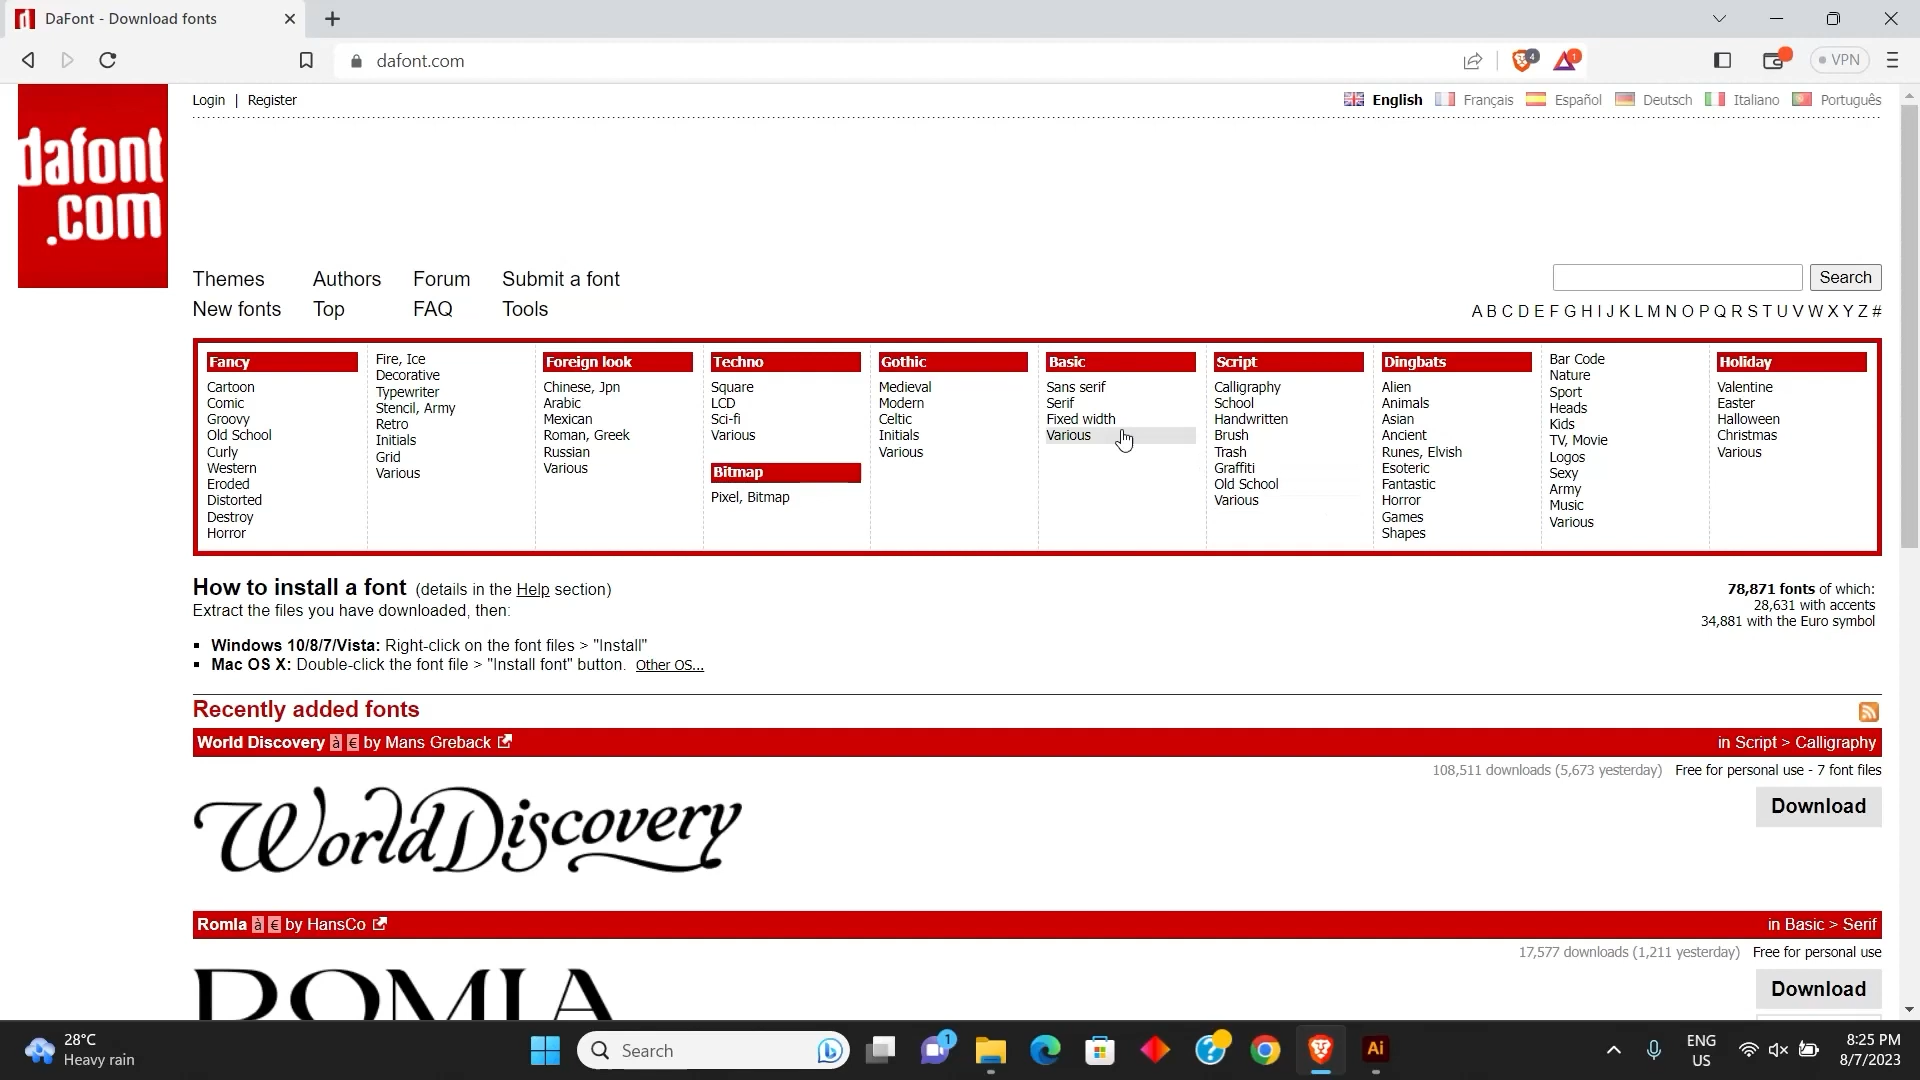 DaFont - Download fonts
dafont.com
4
1
VPN
dafont
.com
Login | Register
English Français Español Deutsch Italiano Português
Themes Authors Forum Submit a font
New fonts Top FAQ Tools
Search
A B C D E F G H I J K L M N O P Q R S T U V W X Y Z #
Fancy
Cartoon
Comic
Groovy
Old School
Curly
Western
Eroded
Distorted
Destroy
Horror
Fire, Ice
Decorative
Typewriter
Stencil, Army
Retro
Initials
Grid
Various
Foreign look
Chinese, Jpn
Arabic
Mexican
Roman, Greek
Russian
Various
Techno
Square
LCD
Sci-fi
Various
Bitmap
Pixel, Bitmap
Gothic
Medieval
Modern
Celtic
Initials
Various
Basic
Sans serif
Serif
Fixed width
Various
Script
Calligraphy
School
Handwritten
Brush
Trash
Graffiti
Old School
Various
Dingbats
Alien
Animals
Asian
Ancient
Runes, Elvish
Esoteric
Fantastic
Horror
Games
Shapes
Bar Code
Nature
Sport
Heads
Kids
TV, Movie
Logos
Sexy
Army
Music
Various
Holiday
Valentine
Easter
Halloween
Christmas
Various
How to install a font (details in the Help section)
Extract the files you have downloaded, then:
▪ Windows 10/8/7/Vista: Right-click on the font files > "Install"
▪ Mac OS X: Double-click the font file > "Install font" button. Other OS...
78,871 fonts of which:
28,631 with accents
34,881 with the Euro symbol
Recently added fonts
World Discovery à € by Mans Greback in Script > Calligraphy
108,511 downloads (5,673 yesterday) Free for personal use - 7 font files
Download
World Discovery
Romla à € by HansCo in Basic > Serif
17,577 downloads (1,211 yesterday) Free for personal use
Download
28°C
Heavy rain
Search
1
Ai
ENG
US
8:25 PM
8/7/2023